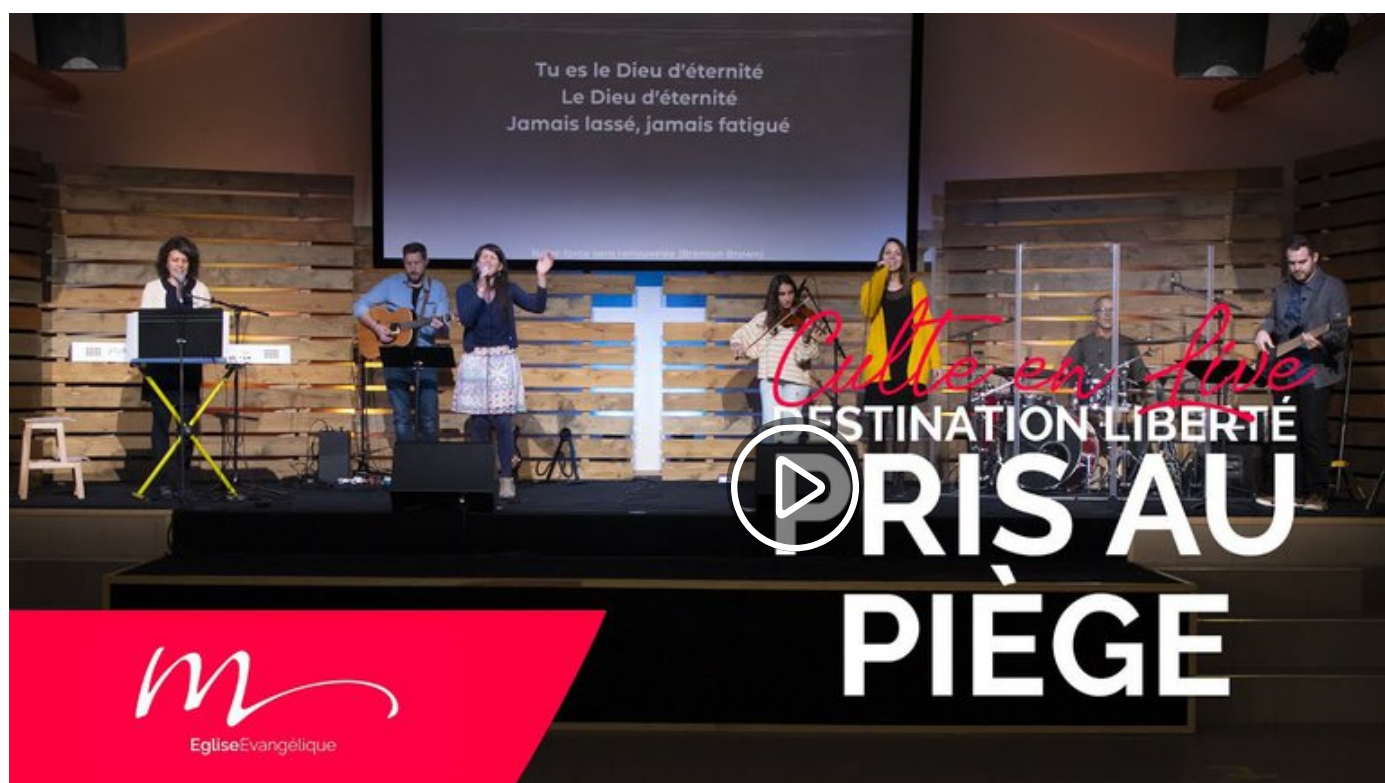 Tu es le Dieu d'éternité
Le Dieu d'éternité
Jamais lassé, jamais fatigué
Culte en live
DESTINATION LIBERTÉ
PRIS AU
PIÈGE
m
EgliseEvangélique